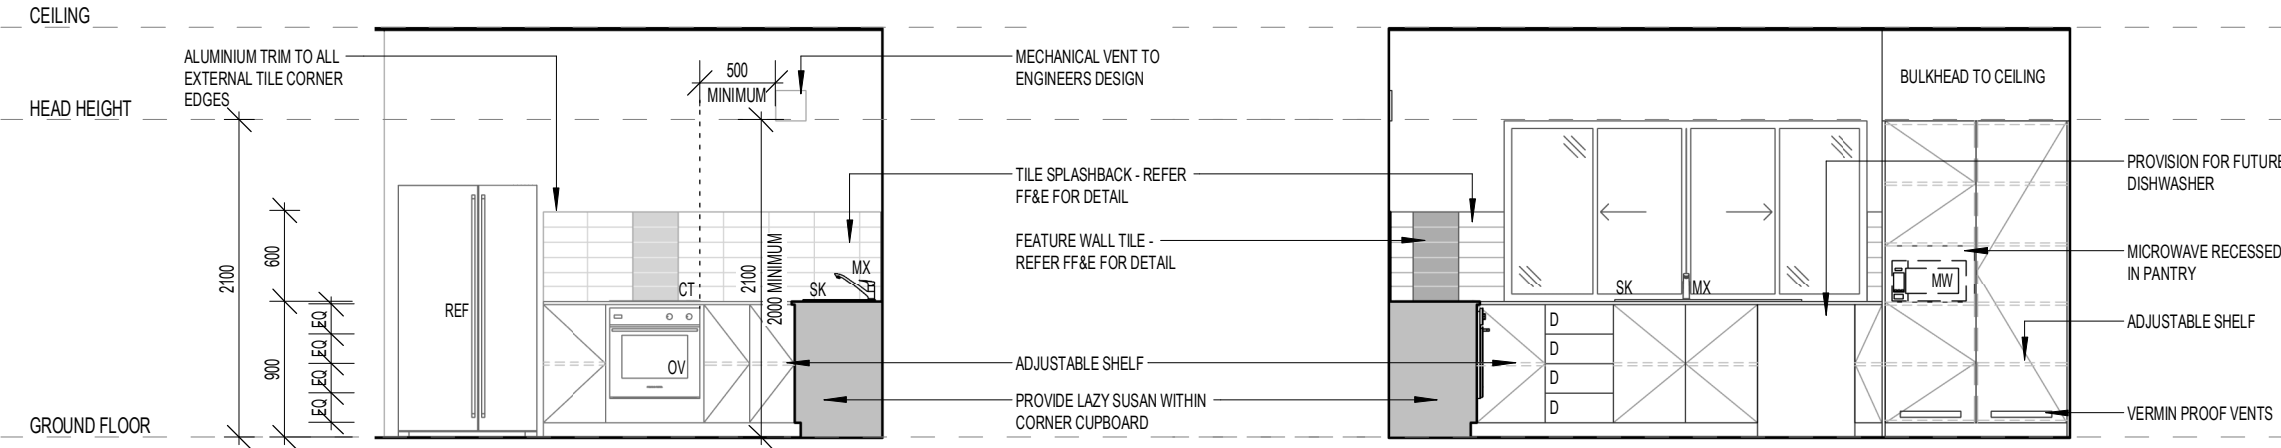 CEILING
HEAD HEIGHT
GROUND FLOOR
ALUMINIUM TRIM TO ALL
EXTERNAL TILE CORNER
EDGES
500
MINIMUM
2100
600
900
EQ
EQ
EQ
EQ
REF
CT
OV
2100
2000 MINIMUM
SK
MX
MECHANICAL VENT TO
ENGINEERS DESIGN
TILE SPLASHBACK - REFER
FF&E FOR DETAIL
FEATURE WALL TILE -
REFER FF&E FOR DETAIL
ADJUSTABLE SHELF
PROVIDE LAZY SUSAN WITHIN
CORNER CUPBOARD
SK
MX
D
D
D
D
BULKHEAD TO CEILING
MW
PROVISION FOR FUTURE
DISHWASHER
MICROWAVE RECESSED
IN PANTRY
ADJUSTABLE SHELF
VERMIN PROOF VENTS